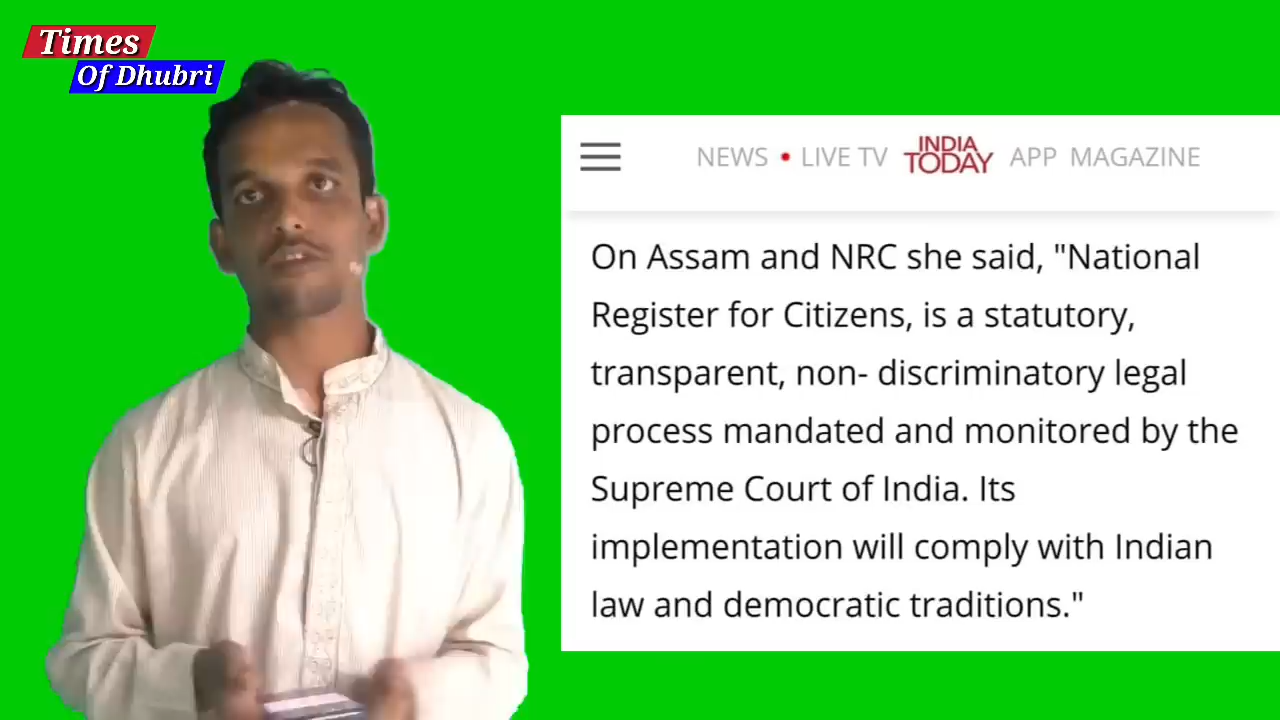 Times
Of Dhubri
NEWS • LIVE TV INDIA TODAY APP MAGAZINE
On Assam and NRC she said, "National
Register for Citizens, is a statutory,
transparent, non- discriminatory legal
process mandated and monitored by the
Supreme Court of India. Its
implementation will comply with Indian
law and democratic traditions."